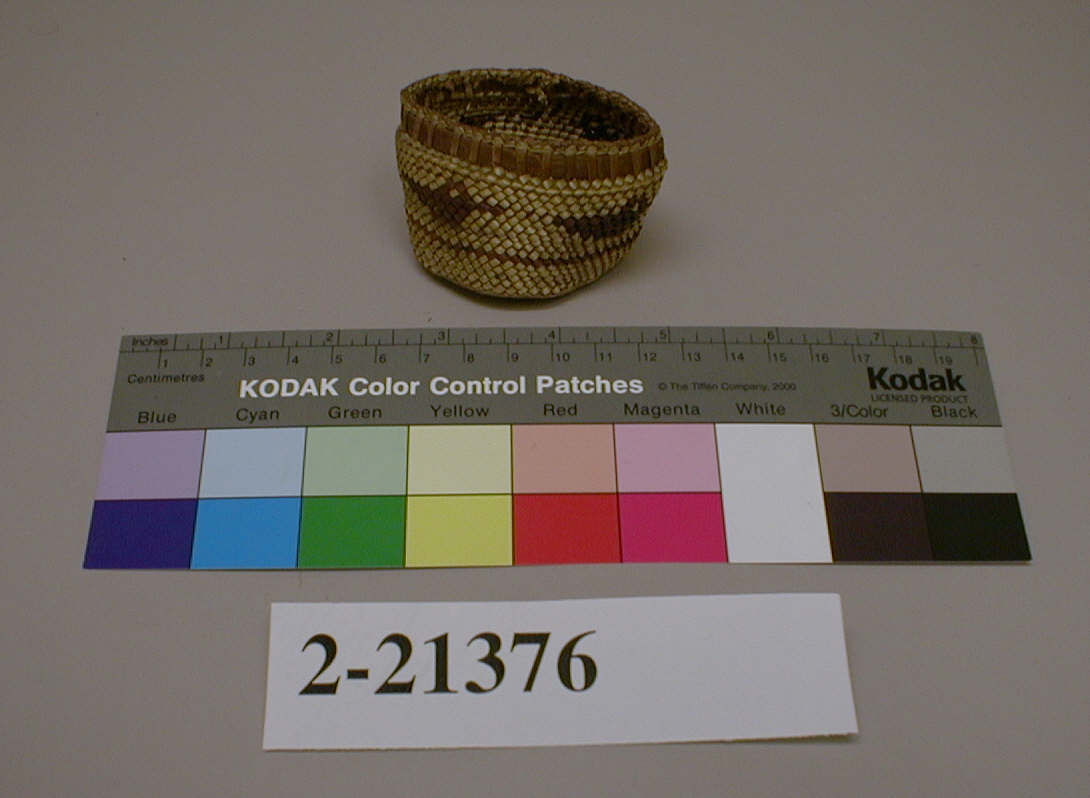 Inches 1 2 3 4 5 6 7 8
1 2 3 4 5 6 7 8 9 10 11 12 13 14 15 16 17 18 19
Centimetres
KODAK Color Control Patches © The Tiffen Company, 2000 Kodak
LICENSED PRODUCT
Blue Cyan Green Yellow Red Magenta White 3/Color Black
2-21376